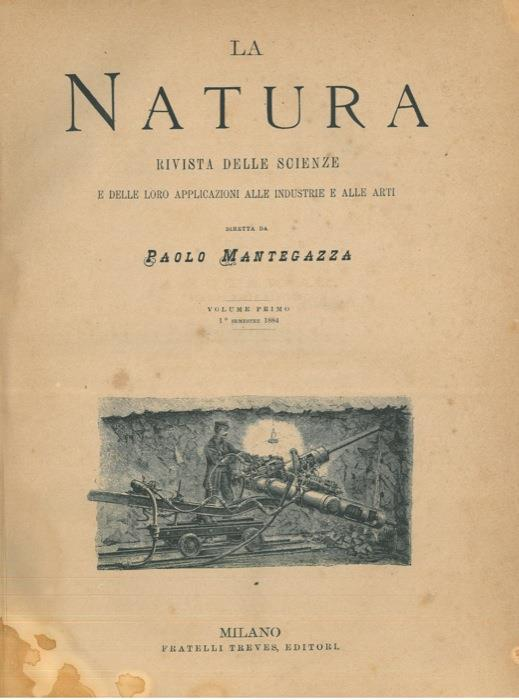 LA
NATURA
RIVISTA DELLE SCIENZE
E DELLE LORO APPLICAZIONI ALLE INDUSTRIE E ALLE ARTI
DIRETTA DA
PAOLO MANTEGAZZA
VOLUME PRIMO
1° SEMESTRE 1884
MILANO
FRATELLI TREVES, EDITORI.